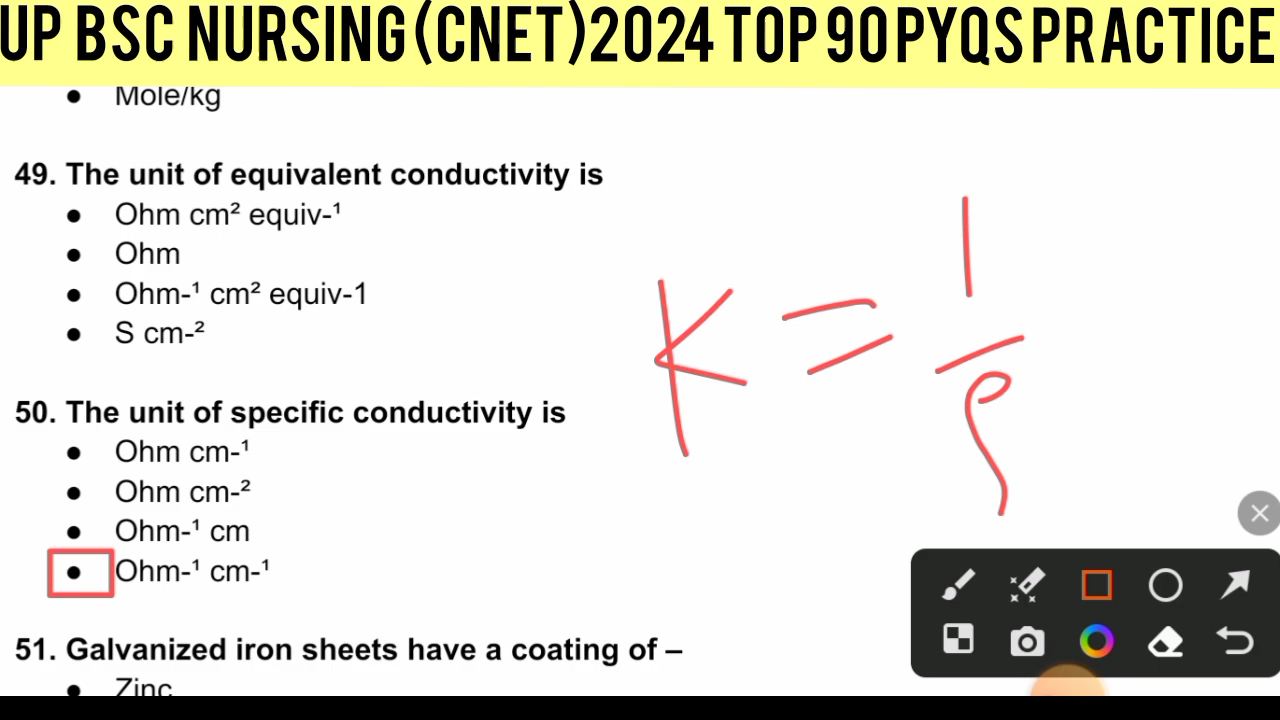 UP BSC NURSING (CNET) 2024 TOP 90 PYQS PRACTICE
● Mole/kg
49. The unit of equivalent conductivity is
● Ohm cm² equiv-¹
● Ohm
● Ohm-¹ cm² equiv-1
● S cm-²
K = 1/ρ
50. The unit of specific conductivity is
● Ohm cm-¹
● Ohm cm-²
● Ohm-¹ cm
● Ohm-¹ cm-¹
51. Galvanized iron sheets have a coating of –
● Zinc